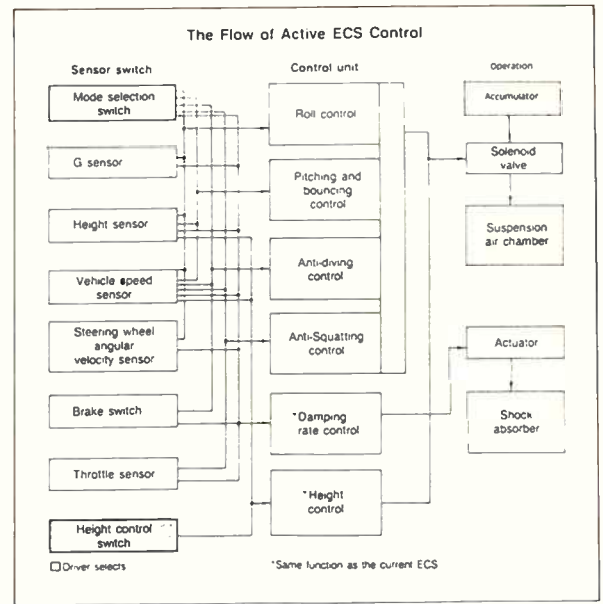 The Flow of Active ECS Control
Sensor switch
Mode selection
switch
G sensor
Height sensor
Vehicle speed
sensor
Steering wheel
angular
velocity sensor
Brake switch
Throttle sensor
Height control
switch
Driver selects
Control unit
Roll control
Pitching and
bouncing
control
Anti-diving
control
Anti-Squatting
control
*Damping
rate control
*Height
control
*Same function as the current ECS
Operation
Accumulator
Solenoid
valve
Suspension
air chamber
Actuator
Shock
absorber